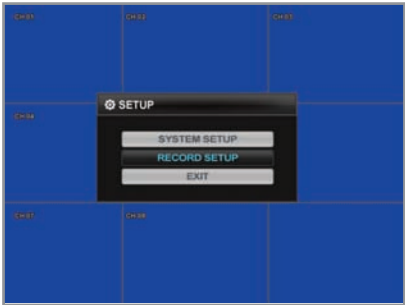 CH 01
CH 02
CH 03
CH 04
SETUP
SYSTEM SETUP
RECORD SETUP
EXIT
CH 07
CH 08